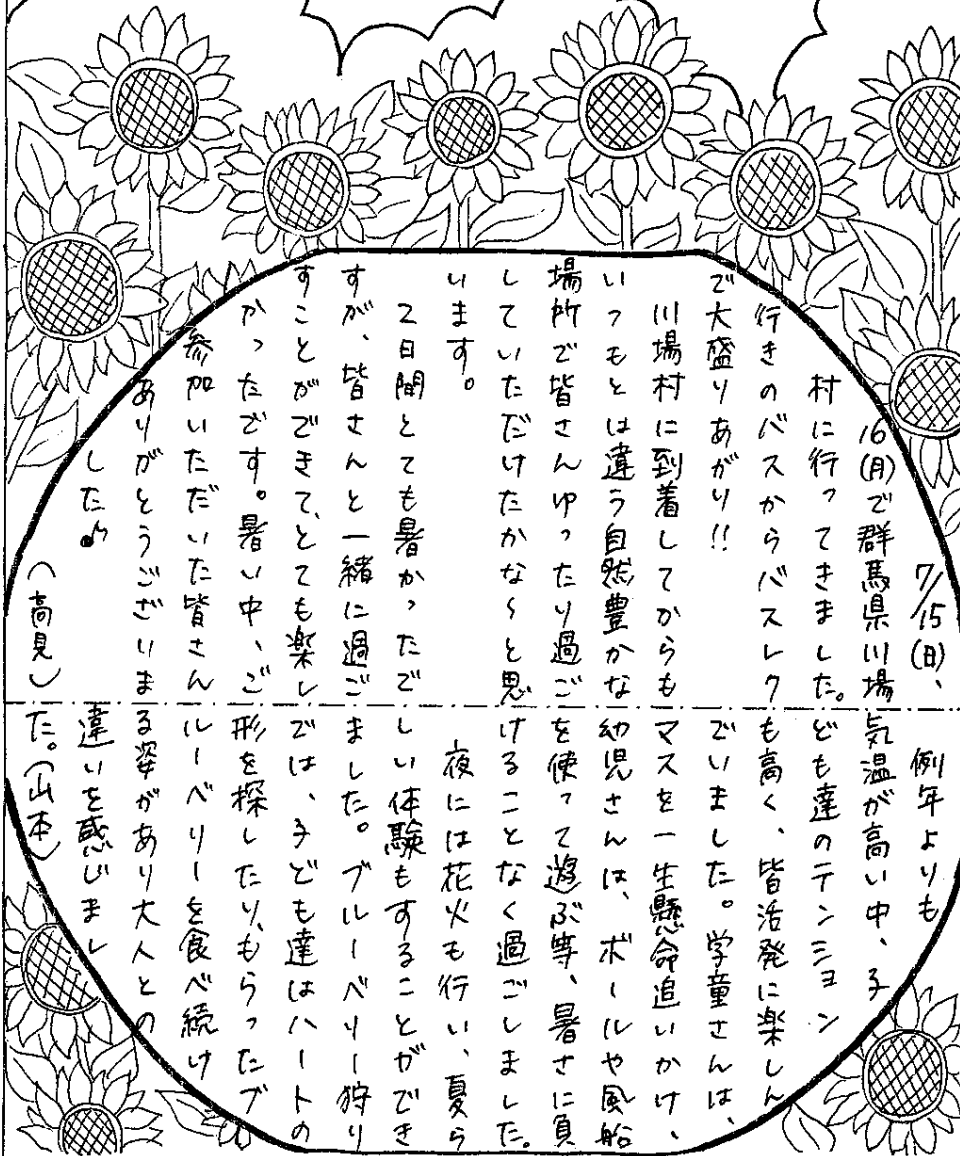 7/15(日)、
16(月)で群馬県川場
村に行ってきました。
行きのバスからバスレク
で大盛りあがり!!
川場村に到着してからも
いつもとは違う自然豊かな
場所で皆さんゆったり過ご
していただけたかな〜と思
います。
2日間とても暑かったで
すが、皆さんと一緒に過ご
すことができて、とても楽し
かったです。暑い中、ご
参加いただいた皆さん
ありがとうございま
した♪
(高見)
例年よりも
気温が高い中、子
ども達のテンション
も高く、皆活発に楽しん
でいました。学童さんは、
マスを一生懸命追いかけ、
幼児さんは、ボールや風船
を使って遊ぶ等、暑さに負
けることなく過ごしました。
夜には花火も行い、夏ら
しい体験もすることができ
ました。ブルーベリー狩り
では、子ども達はハートの
形を探したり、もらったブ
ルーベリーを食べ続け
る姿があり大人との
違いを感じまし
た。(山本)